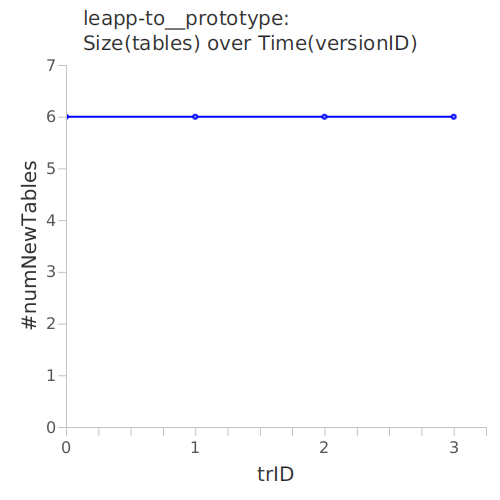 leapp-to__prototype:
Size(tables) over Time(versionID)
7
6
5
4
3
2
1
0
#numNewTables
0 1 2 3
trID